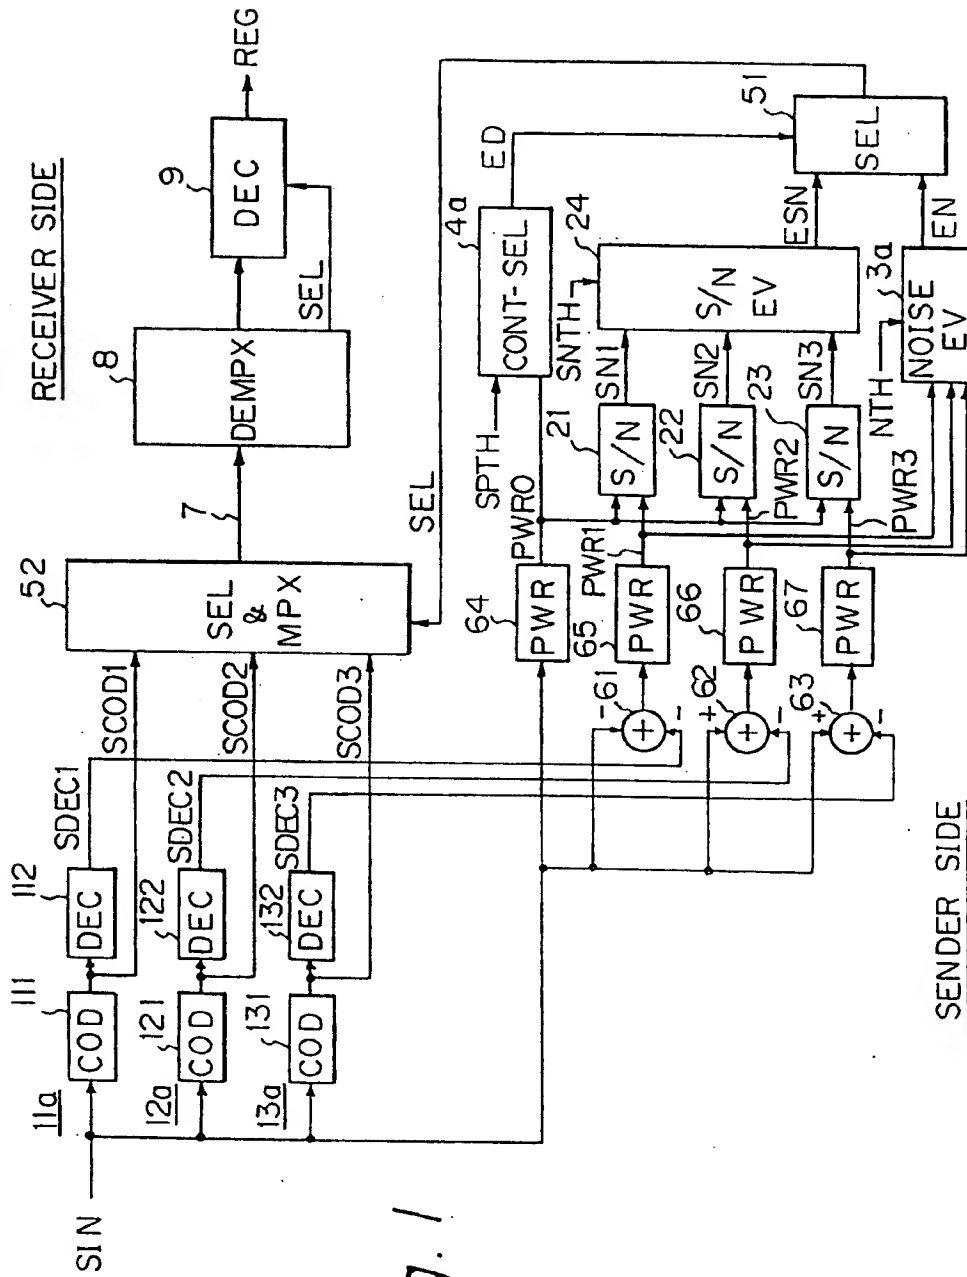 RECEIVER SIDE
REG
9
DEC
SEL
8
DEMPX
7
52
SEL
&
MPX
SEL
SCOD1
SCOD2
SCOD3
SDEC1
SDEC2
SDEC3
112
DEC
122
DEC
132
DEC
111
COD
121
COD
131
COD
11a
12a
13a
SIN
51
SEL
ED
ESN
EN
4a
CONT-SEL
24
S/N
EV
3a
NOISE
EV
SPTH
SNTH
NTH
SN1
SN2
SN3
21
S/N
22
S/N
23
S/N
PWR0
PWR1
PWR2
PWR3
64
PWR
65
PWR
66
PWR
67
PWR
-
61
+
-
+
62
+
-
+
63
+
-
SENDER SIDE
. 1